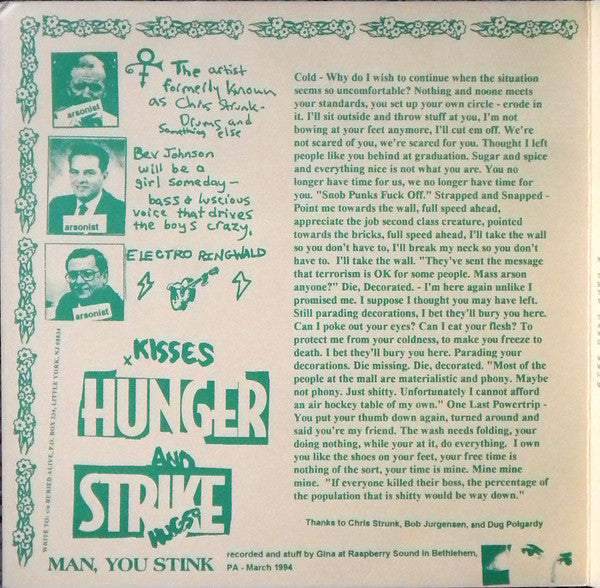 The artist
formerly known
as Chris Strunk-
Drums and
something else
arsonist
Bev Johnson
will be a
girl someday-
bass & luscious
voice that drives
the boys crazy.
arsonist
ELECTRO RINGWALD
arsonist
WRITE TO: c/o BURIED ALIVE, P.O. BOX 22a, LITTLE YORK, NJ 08834
x KISSES
HUNGER
AND
STRIKE
HUGS?
MAN, YOU STINK
Cold - Why do I wish to continue when the situation
seems so uncomfortable? Nothing and noone meets
your standards, you set up your own circle - erode in
it. I'll sit outside and throw stuff at you, I'm not
bowing at your feet anymore, I'll cut em off. We're
not scared of you, we're scared for you. Thought I left
people like you behind at graduation. Sugar and spice
and everything nice is not what you are. You no
longer have time for us, we no longer have time for
you. "Snob Punks Fuck Off." Strapped and Snapped -
Point me towards the wall, full speed ahead,
appreciate the job second class creature, pointed
towards the bricks, full speed ahead, I'll take the wall
so you don't have to, I'll break my neck so you don't
have to. I'll take the wall. "They've sent the message
that terrorism is OK for some people. Mass arson
anyone?" Die, Decorated. - I'm here again unlike I
promised me. I suppose I thought you may have left.
Still parading decorations, I bet they'll bury you here.
Can I poke out your eyes? Can I eat your flesh? To
protect me from your coldness, to make you freeze to
death. I bet they'll bury you here. Parading your
decorations. Die missing. Die, decorated. "Most of the
people at the mall are materialistic and phony. Maybe
not phony. Just shitty. Unfortunately I cannot afford
an air hockey table of my own." One Last Powertrip -
You put your thumb down again, turned around and
said you're my friend. The wash needs folding, your
doing nothing, while your at it, do everything. I own
you like the shoes on your feet, your free time is
nothing of the sort, your time is mine. Mine mine
mine. "If everyone killed their boss, the percentage of
the population that is shitty would be way down."
Thanks to Chris Strunk, Bob Jurgensen, and Dug Polgardy
recorded and stuff by Gina at Raspberry Sound in Bethlehem,
PA - March 1994